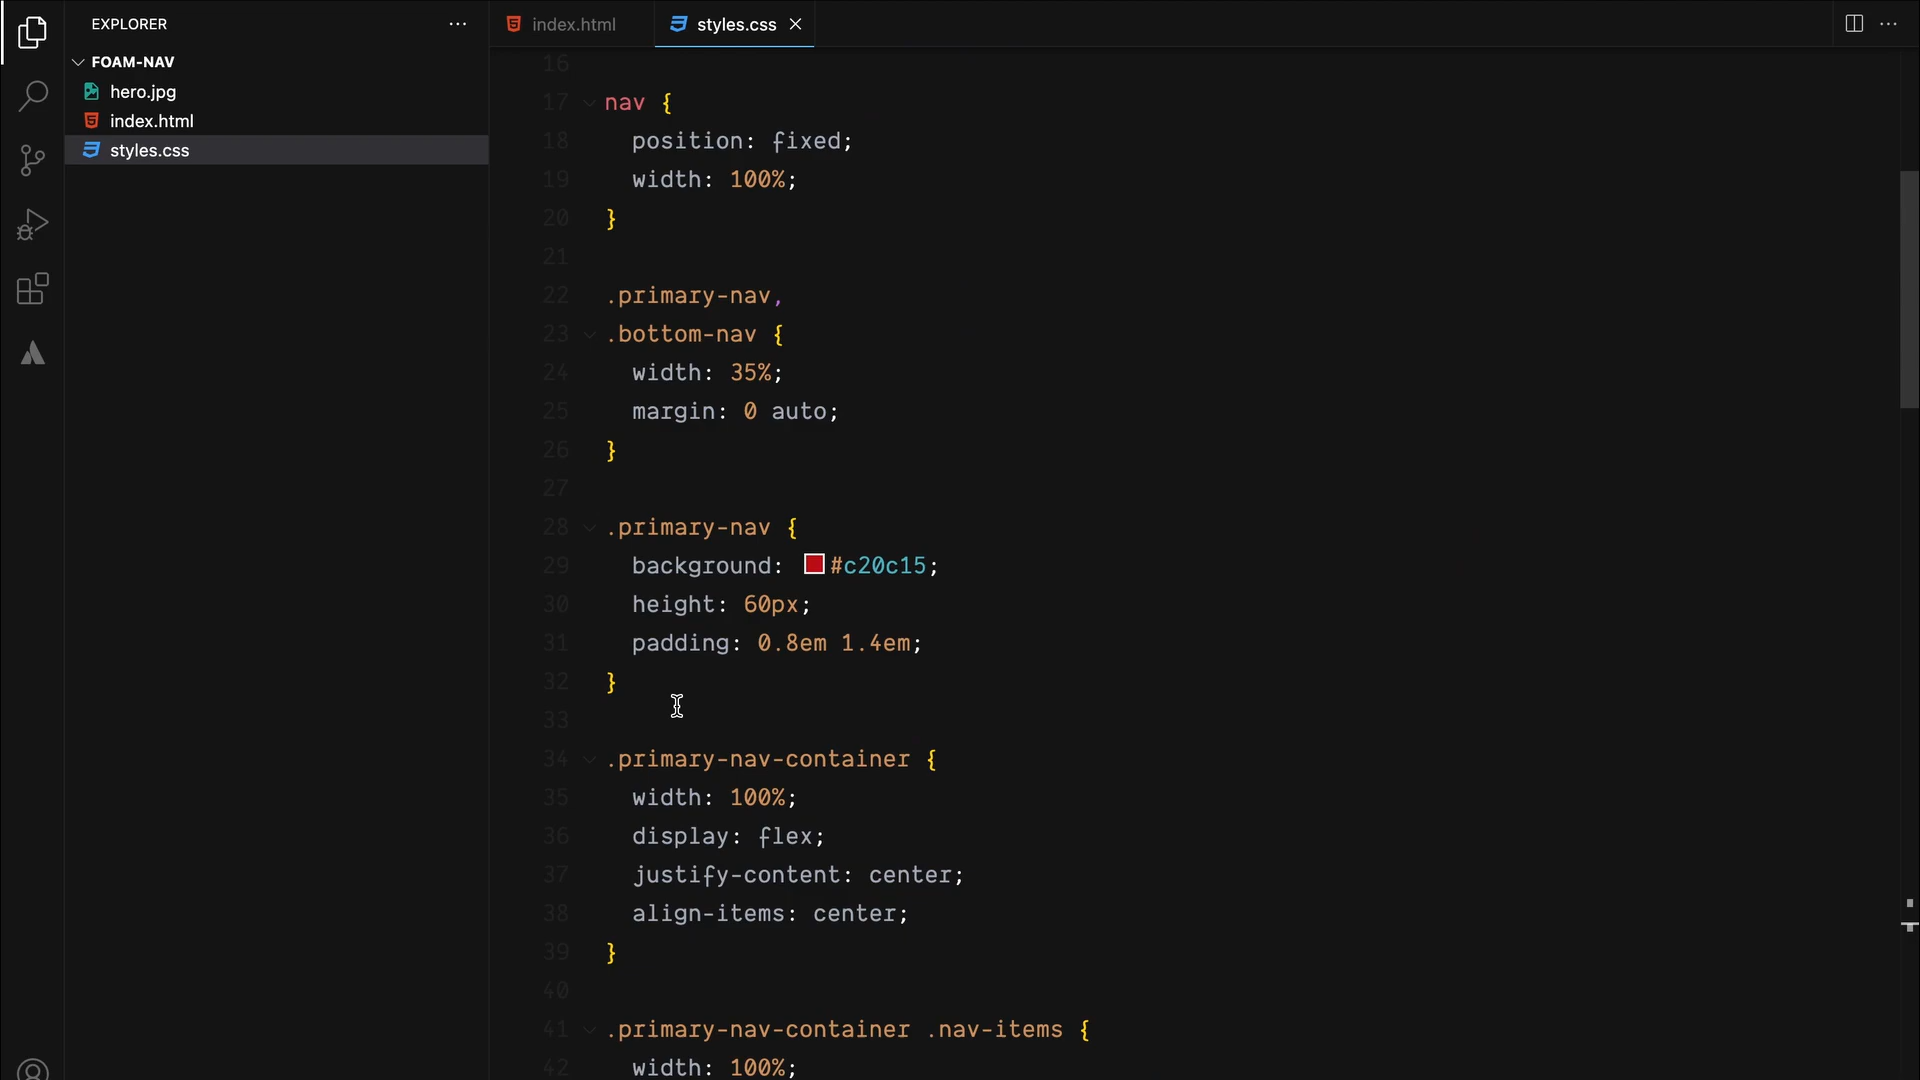 EXPLORER
FOAM-NAV
hero.jpg
index.html
styles.css
index.html
styles.css
16
17 nav {
18 position: fixed;
19 width: 100%;
20 }
21
22 .primary-nav,
23 .bottom-nav {
24 width: 35%;
25 margin: 0 auto;
26 }
27
28 .primary-nav {
29 background: #c20c15;
30 height: 60px;
31 padding: 0.8em 1.4em;
32 }
33
34 .primary-nav-container {
35 width: 100%;
36 display: flex;
37 justify-content: center;
38 align-items: center;
39 }
40
41 .primary-nav-container .nav-items {
42 width: 100%;